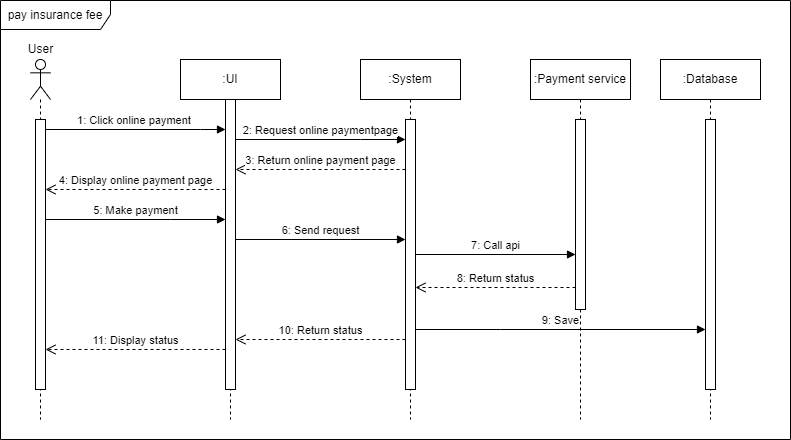 pay insurance fee
User
:UI
:System
:Payment service
:Database
1: Click online payment
2: Request online paymentpage
3: Return online payment page
4: Display online payment page
5: Make payment
6: Send request
7: Call api
8: Return status
9: Save
10: Return status
11: Display status